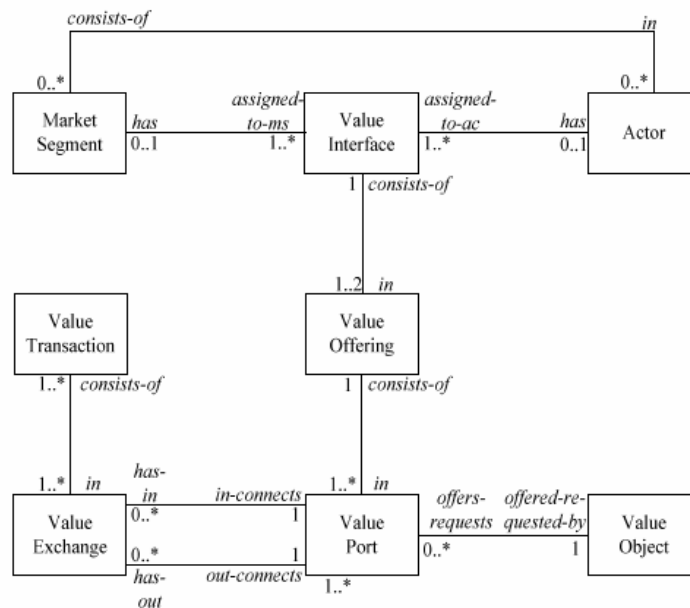 consists-of
in
0..*
0..*
Market
Segment
has
0..1
assigned-
to-ms
1..*
Value
Interface
assigned-
to-ac
1..*
has
0..1
Actor
1
consists-of
1..2
in
Value
Transaction
Value
Offering
1..*
consists-of
1
consists-of
1..*
in
has-
in
0..*
in-connects
1
1..*
in
Value
Exchange
Value
Port
offers-
requests
0..*
offered-re-
quested-by
1
Value
Object
0..*
has-
out
1
out-connects
1..*